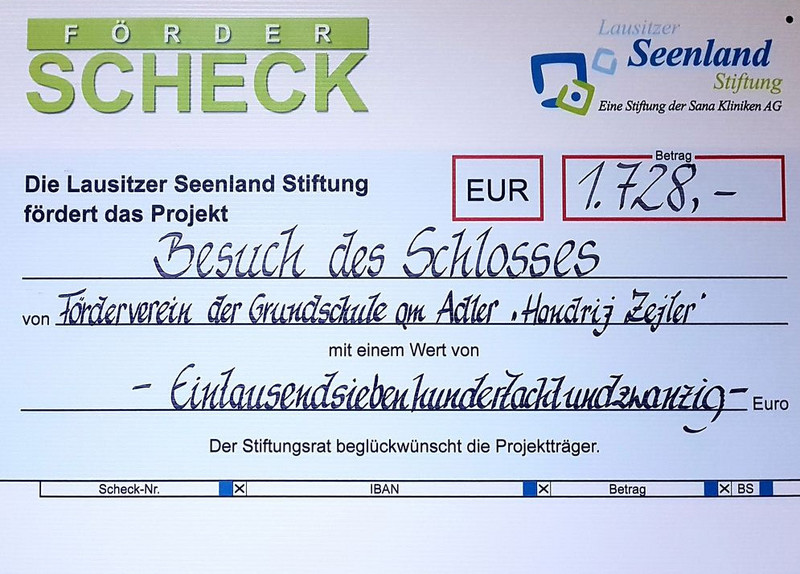 FÖRDER
SCHECK
Lausitzer
Seenland
Stiftung
Eine Stiftung der Sana Kliniken AG
Die Lausitzer Seenland Stiftung
fördert das Projekt
EUR
Betrag
1.728,-
Besuch des Schlosses
von Förderverein der Grundschule am Adler "Handrij Zejler"
mit einem Wert von
- Eintausendsiebenhundertachtundzwanzig - Euro
Der Stiftungsrat beglückwünscht die Projektträger.
Scheck-Nr. X IBAN X Betrag X BS